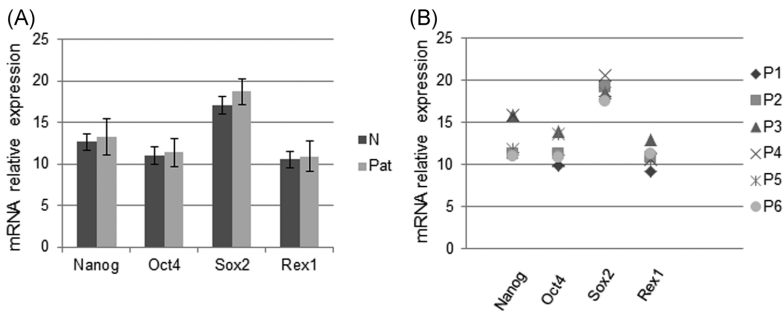 (A)
mRNA relative expression
25
20
15
10
5
0
Nanog Oct4 Sox2 Rex1
N
Pat
(B)
mRNA relative expression
25
20
15
10
5
0
Nanog
Oct4
Sox2
Rex1
P1
P2
P3
P4
P5
P6